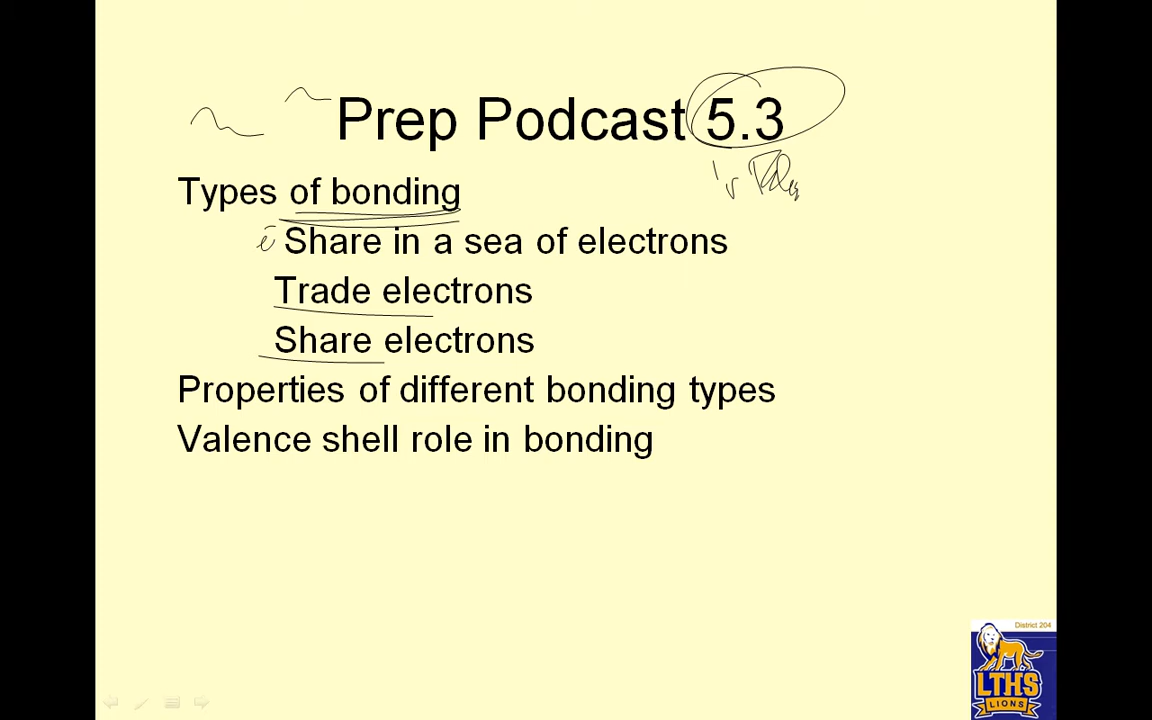 Prep Podcast 5.3
Types of bonding
Share in a sea of electrons
Trade electrons
Share electrons
Properties of different bonding types
Valence shell role in bonding
District 204
LTHS
LIONS